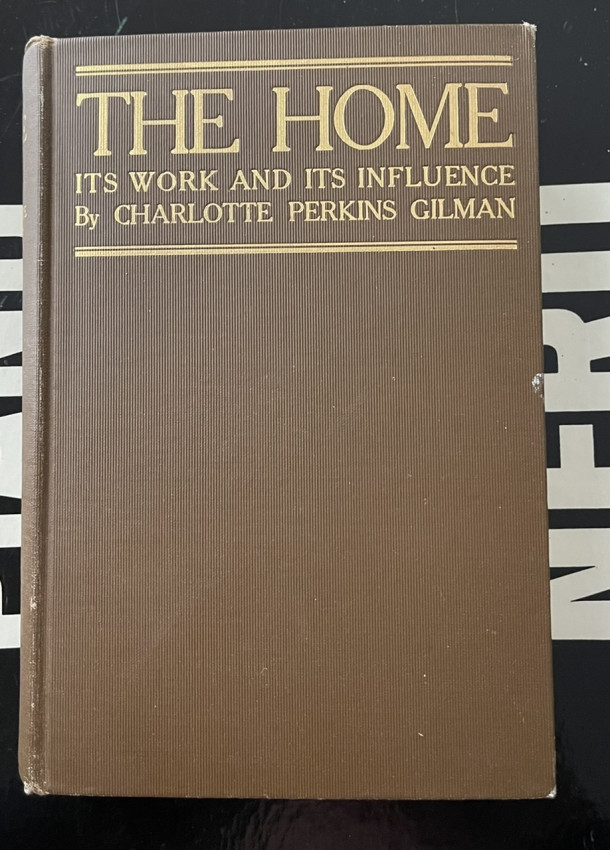 THE HOME
ITS WORK AND ITS INFLUENCE
By CHARLOTTE PERKINS GILMAN